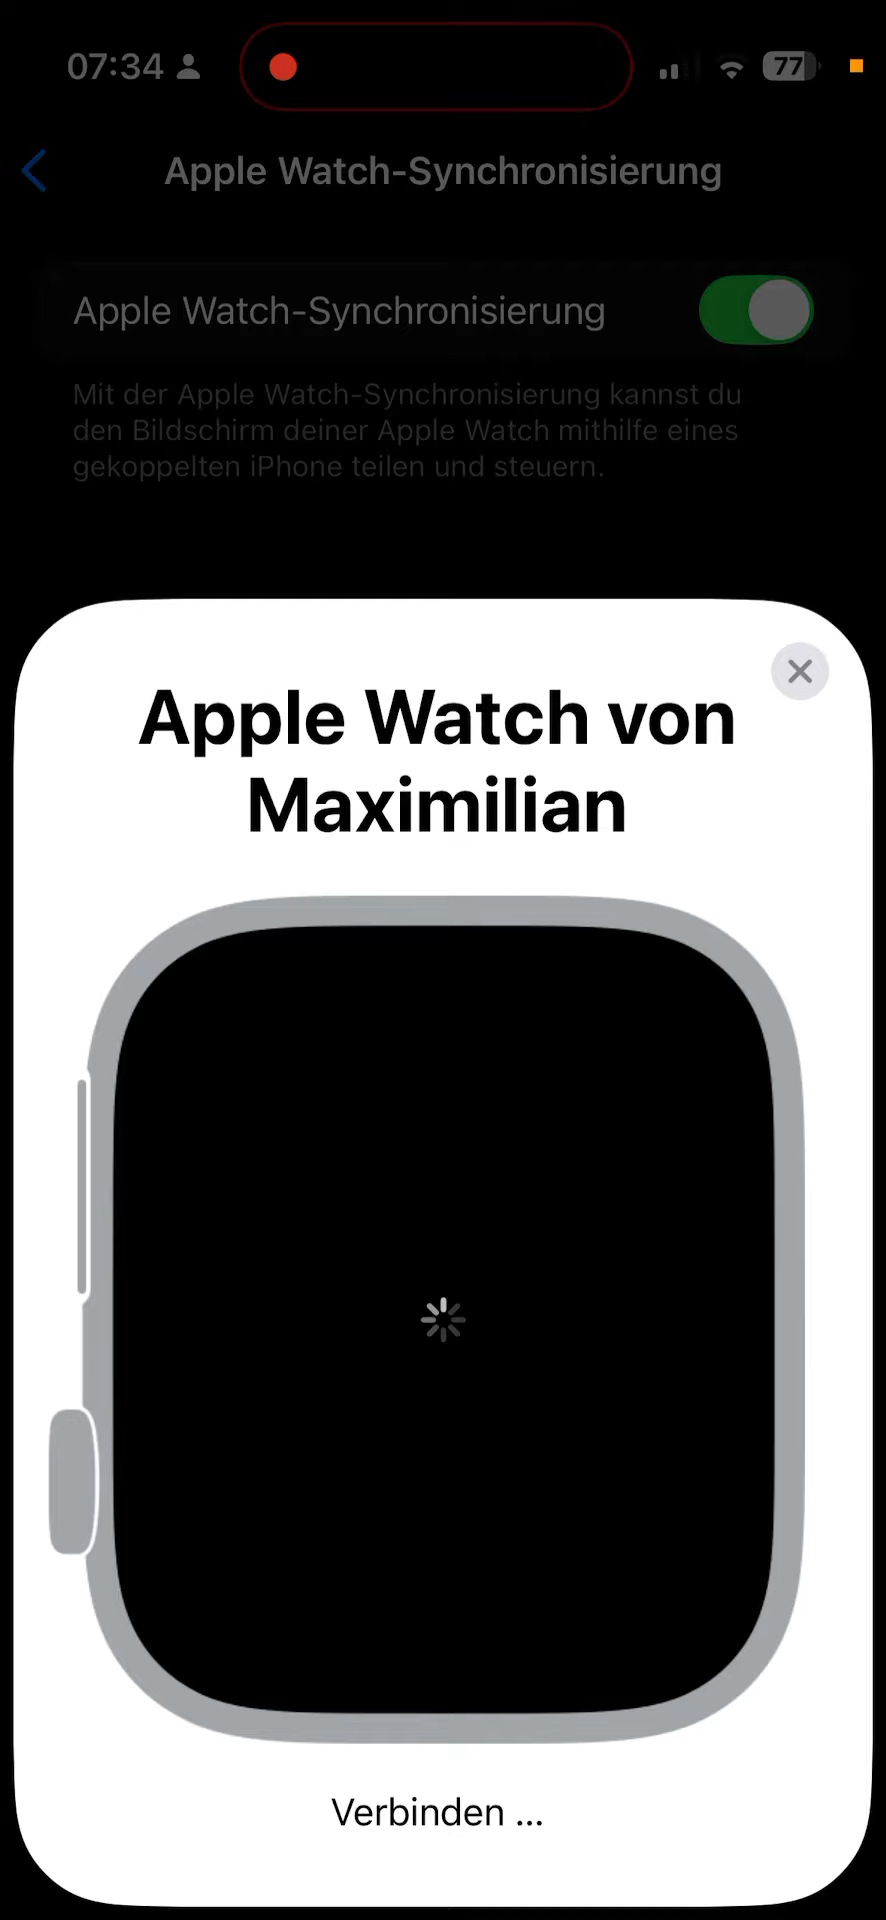 07:34
77
Apple Watch-Synchronisierung
Apple Watch-Synchronisierung
Mit der Apple Watch-Synchronisierung kannst du
den Bildschirm deiner Apple Watch mithilfe eines
gekoppelten iPhone teilen und steuern.
Apple Watch von
Maximilian
Verbinden ...